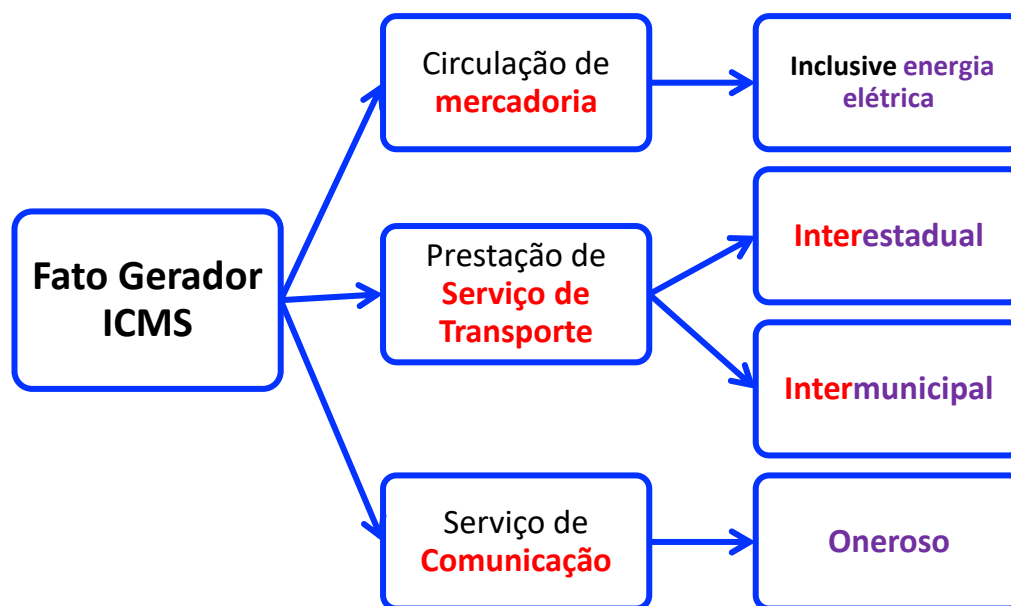 Fato Gerador
ICMS
Circulação de
mercadoria
Inclusive energia
elétrica
Prestação de
Serviço de
Transporte
Interestadual
Intermunicipal
Serviço de
Comunicação
Oneroso